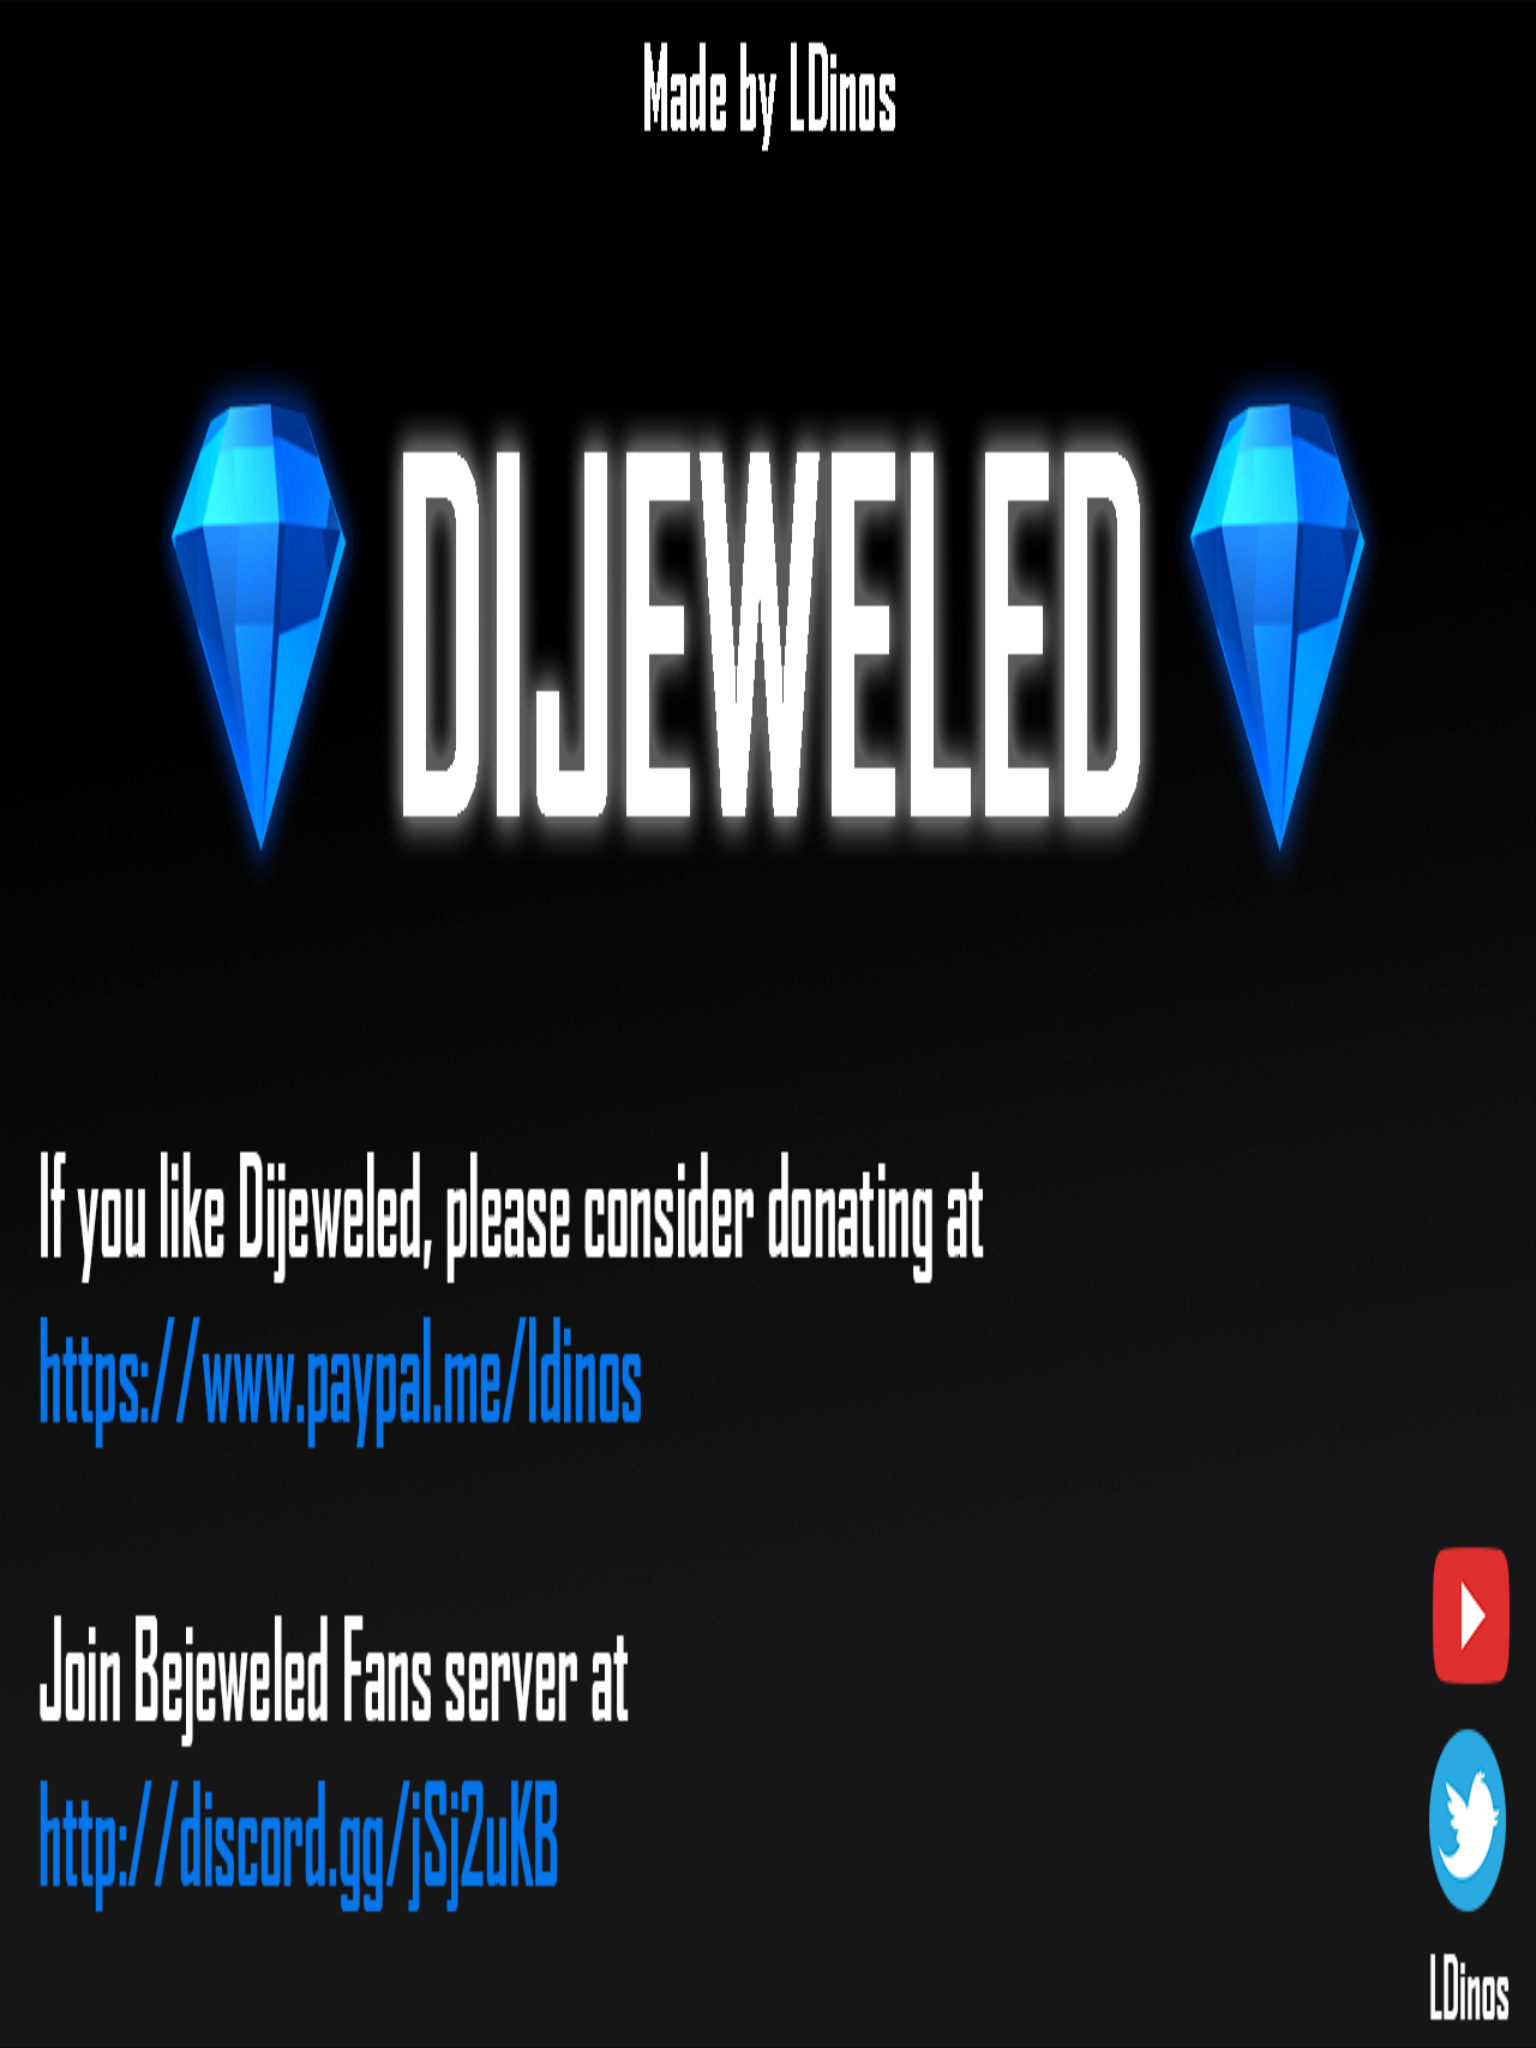 Made by LDinos
DIJEWELED
If you like Dijeweled, please consider donating at
https://www.paypal.me/ldinos
Join Bejeweled Fans server at
http://discord.gg/jSj2uKB
LDinos